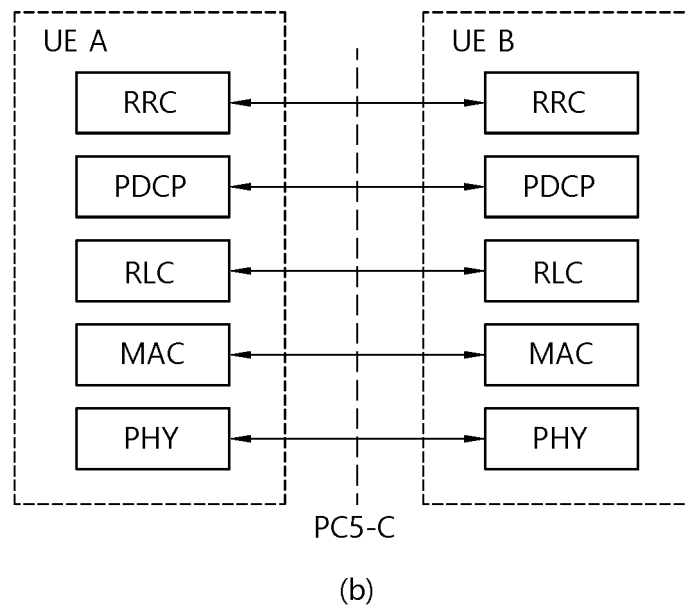 UE A
UE B
RRC
RRC
PDCP
PDCP
RLC
RLC
MAC
MAC
PHY
PHY
PC5-C
(b)